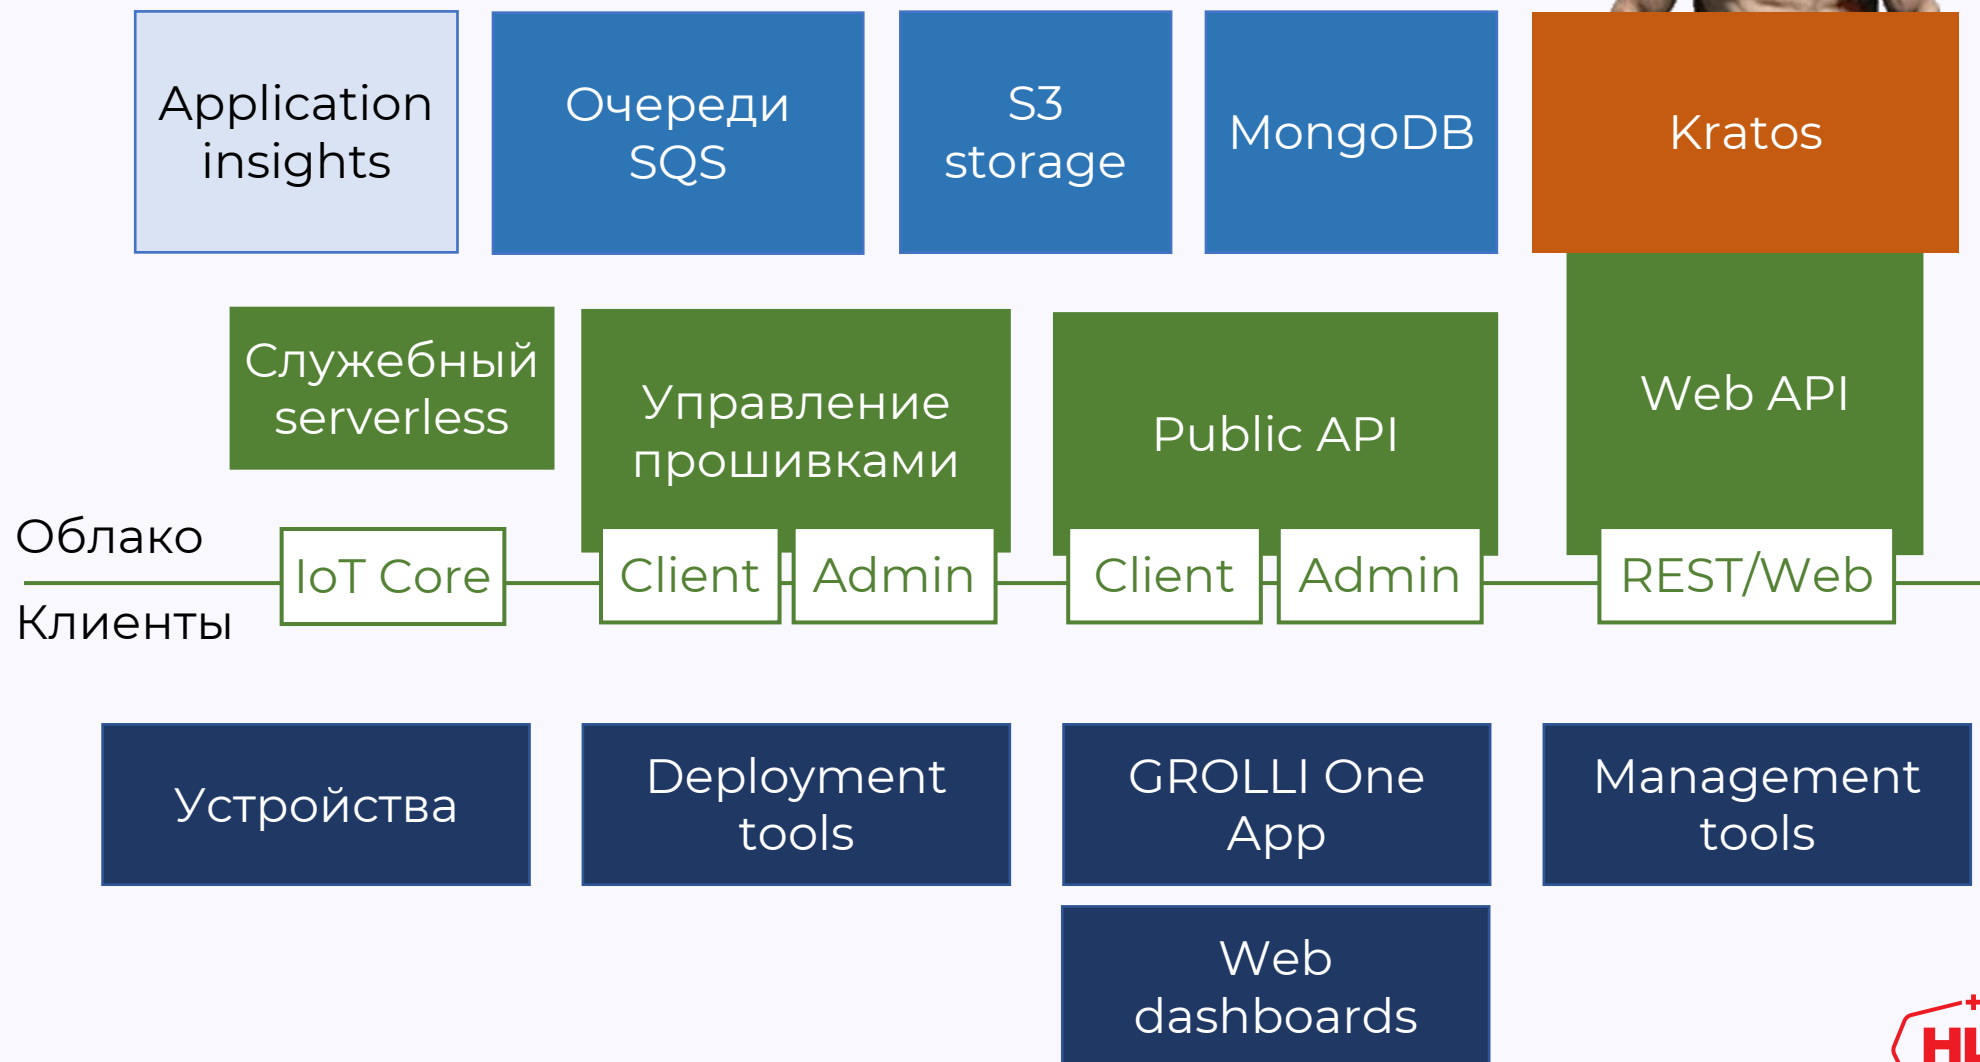 Application
insights
Очереди
SQS
S3
storage
MongoDB
Kratos
Служебный
serverless
Управление
прошивками
Public API
Web API
Облако
Клиенты
IoT Core
Client
Admin
Client
Admin
REST/Web
Устройства
Deployment
tools
GROLLI One
App
Management
tools
Web
dashboards